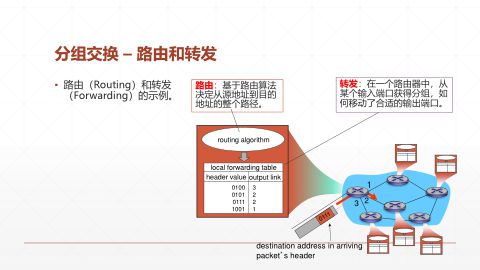 分组交换 – 路由和转发
• 路由（Routing）和转发
（Forwarding）的示例。
路由：基于路由算法
决定从源地址到目的
地址的整个路径。
转发：在一个路由器中，从
某个输入端口获得分组，如
何移动了合适的输出端口。
routing algorithm
local forwarding table
header value output link
0100 3
0101 2
0111 2
1001 1
1
3 2
0111
destination address in arriving
packet’s header